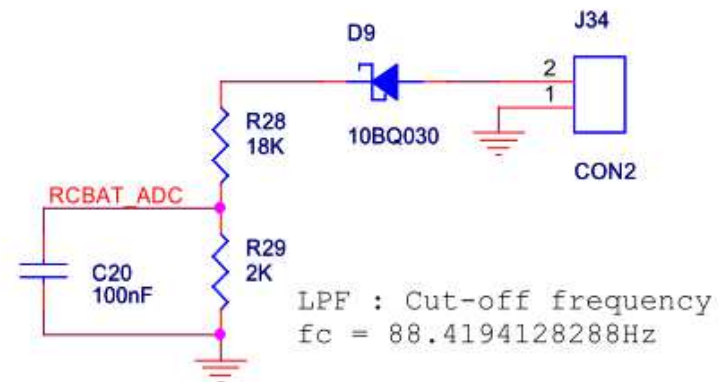 D9
J34
2
1
10BQ030
CON2
R28
18K
RCBAT_ADC
R29
2K
C20
100nF
LPF : Cut-off frequency
fc = 88.4194128288Hz